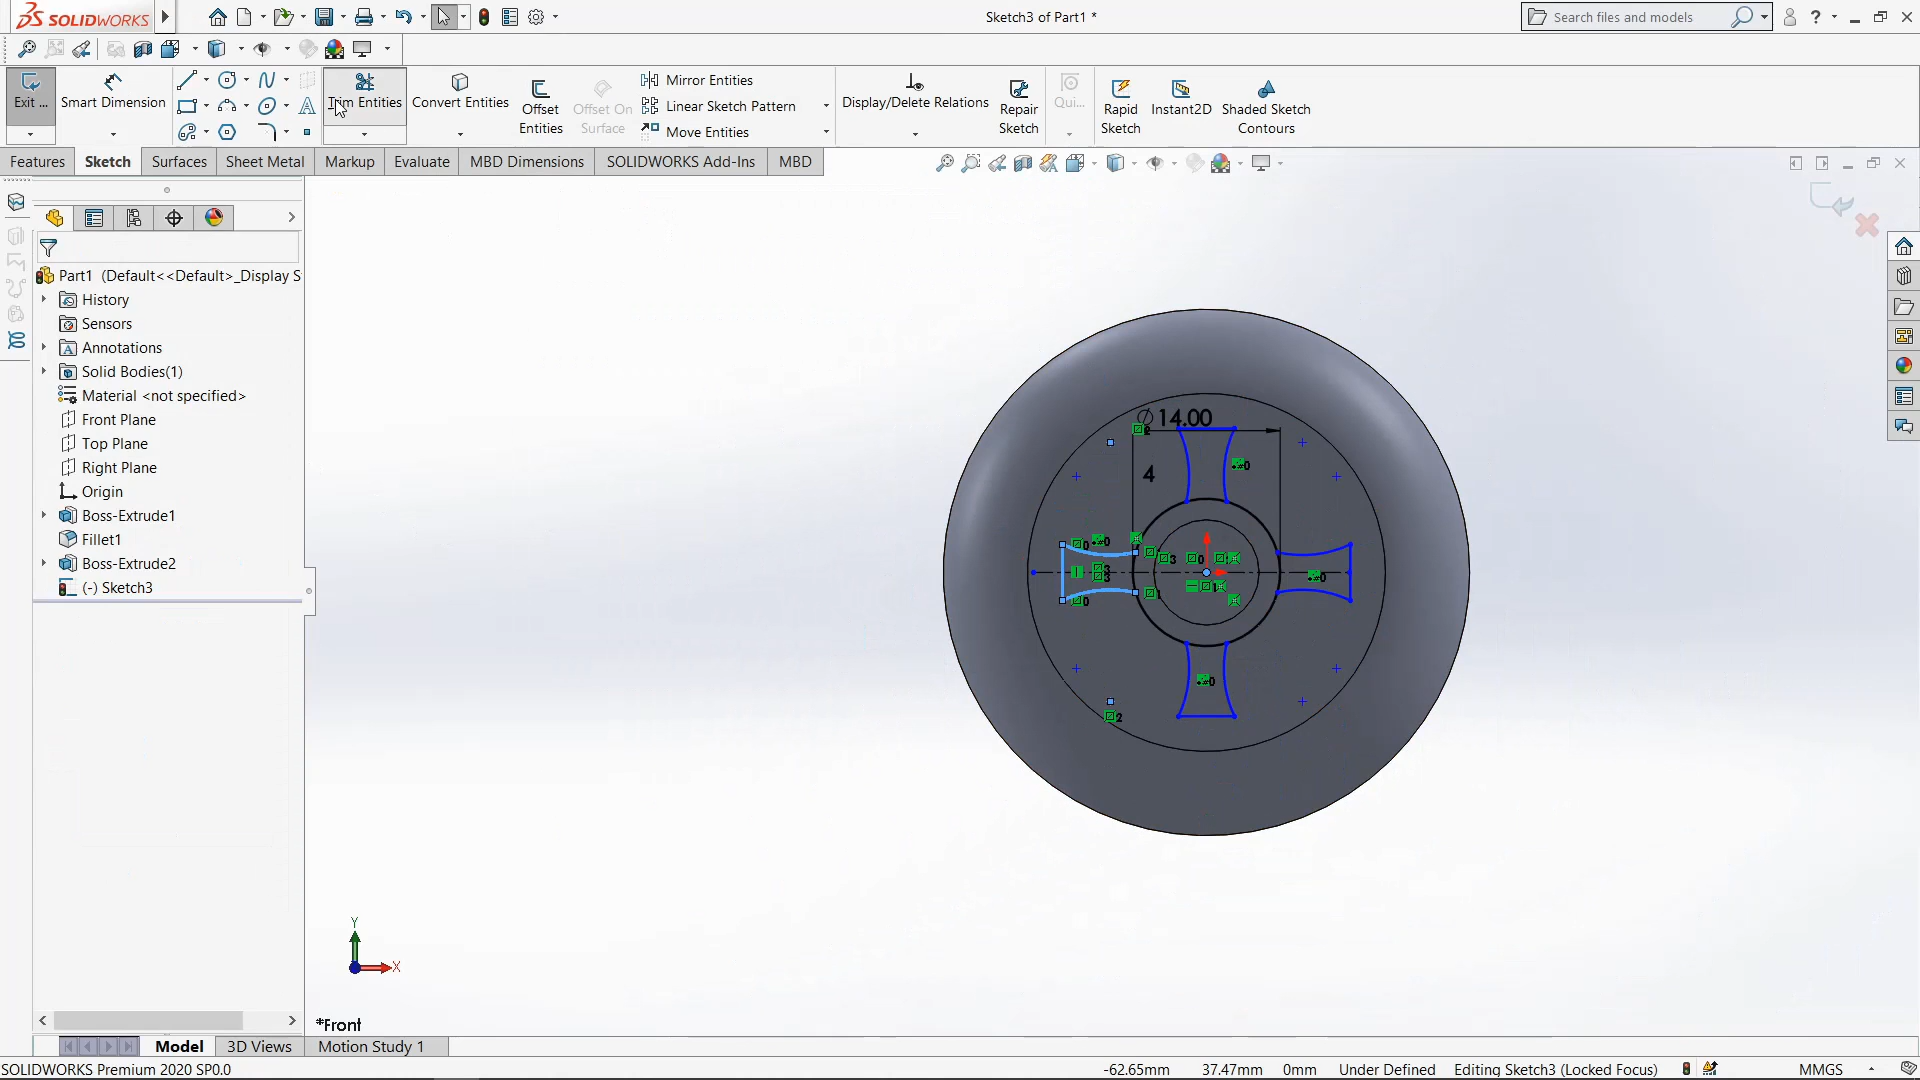 SOLIDWORKS
Sketch3 of Part1 *
Search files and models
Exit ...
Smart Dimension
Trim Entities
Convert Entities
Offset
Entities
Offset On
Surface
Mirror Entities
Linear Sketch Pattern
Move Entities
Display/Delete Relations
Repair
Sketch
Qui...
Rapid
Sketch
Instant2D
Shaded Sketch
Contours
Features
Sketch
Surfaces
Sheet Metal
Markup
Evaluate
MBD Dimensions
SOLIDWORKS Add-Ins
MBD
Part1 (Default<<Default>_Display S
History
Sensors
Annotations
Solid Bodies(1)
Material <not specified>
Front Plane
Top Plane
Right Plane
Origin
Boss-Extrude1
Fillet1
Boss-Extrude2
(-) Sketch3
∅ 14.00
4
Y
X
*Front
Model
3D Views
Motion Study 1
SOLIDWORKS Premium 2020 SP0.0
-62.65mm
37.47mm
0mm
Under Defined
Editing Sketch3 (Locked Focus)
MMGS